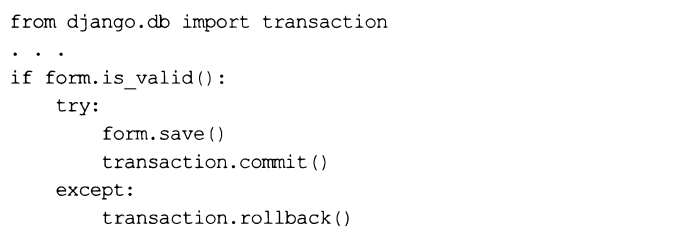 from django.db import transaction
. . .
if form.is_valid():
    try:
        form.save()
        transaction.commit()
    except:
        transaction.rollback()